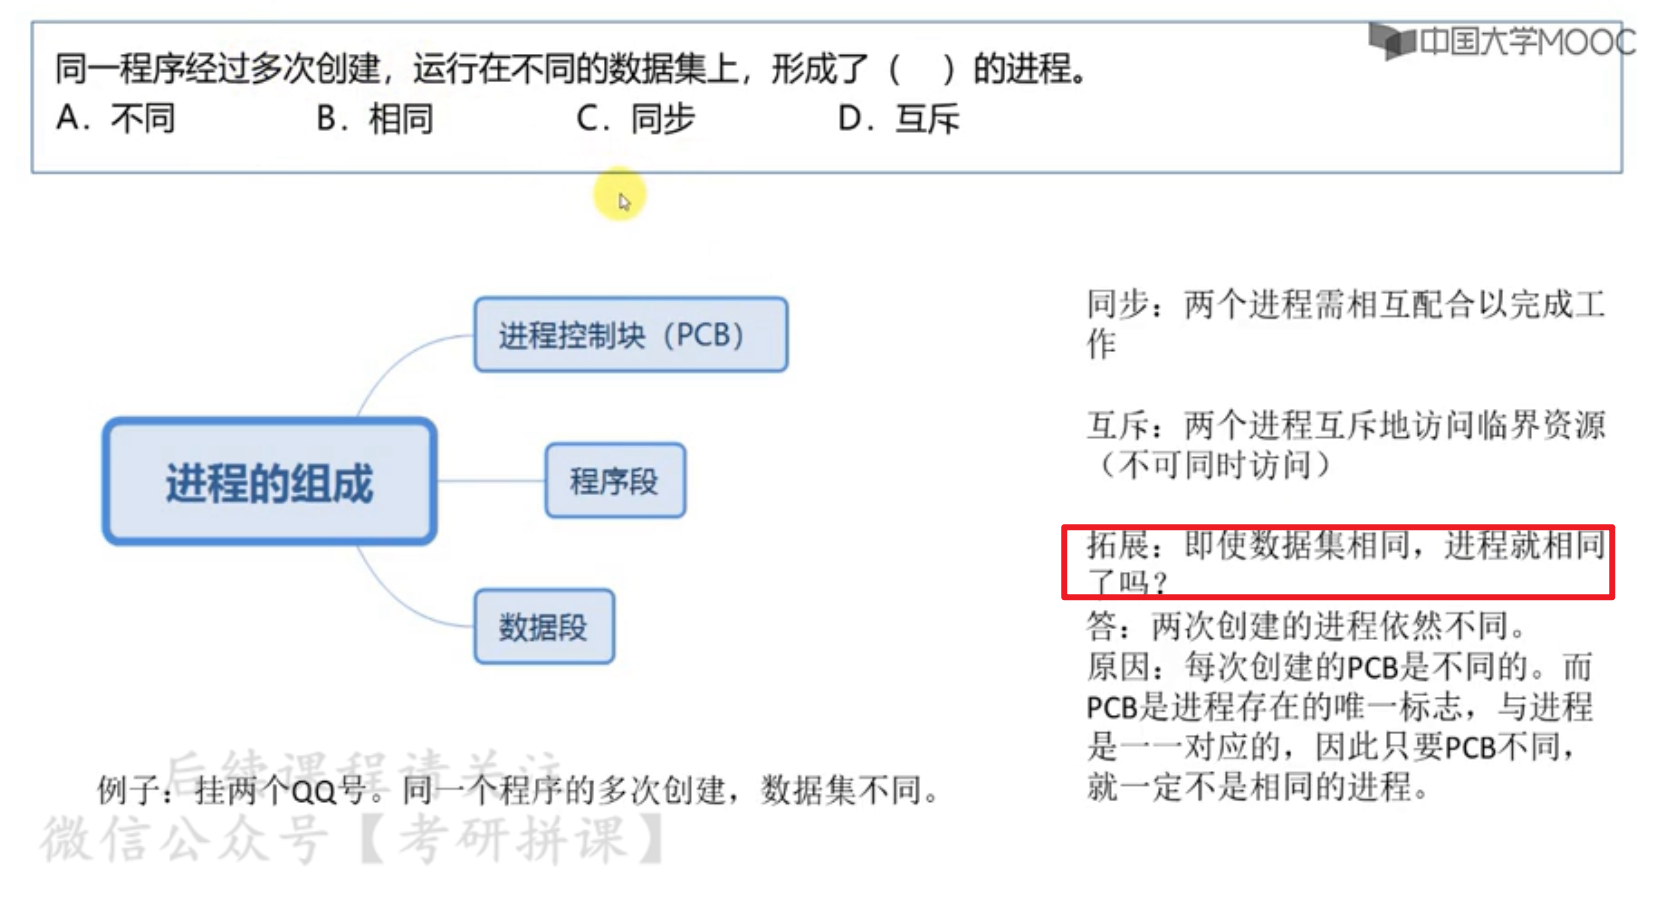 中国大学MOOC
同一程序经过多次创建，运行在不同的数据集上，形成了（　）的进程。
A. 不同　B. 相同　C. 同步　D. 互斥
进程的组成
进程控制块（PCB）
程序段
数据段
同步：两个进程需相互配合以完成工
作
互斥：两个进程互斥地访问临界资源
（不可同时访问）
拓展：即使数据集相同，进程就相同
了吗？
答：两次创建的进程依然不同。
原因：每次创建的PCB是不同的。而
PCB是进程存在的唯一标志，与进程
是一一对应的，因此只要PCB不同，
就一定不是相同的进程。
后续课程请关注
例子：挂两个QQ号。同一个程序的多次创建，数据集不同。
微信公众号【考研拼课】